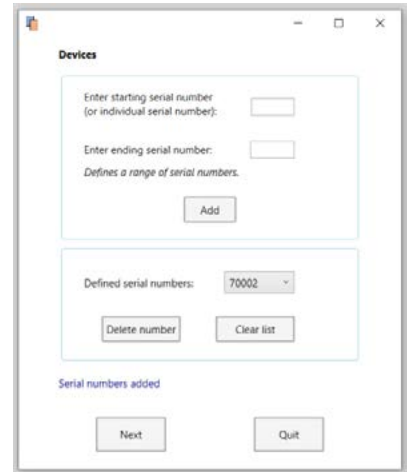 Devices
Enter starting serial number
(or individual serial number):
Enter ending serial number:
Defines a range of serial numbers.
Add
Defined serial numbers: 70002
Delete number Clear list
Serial numbers added
Next Quit